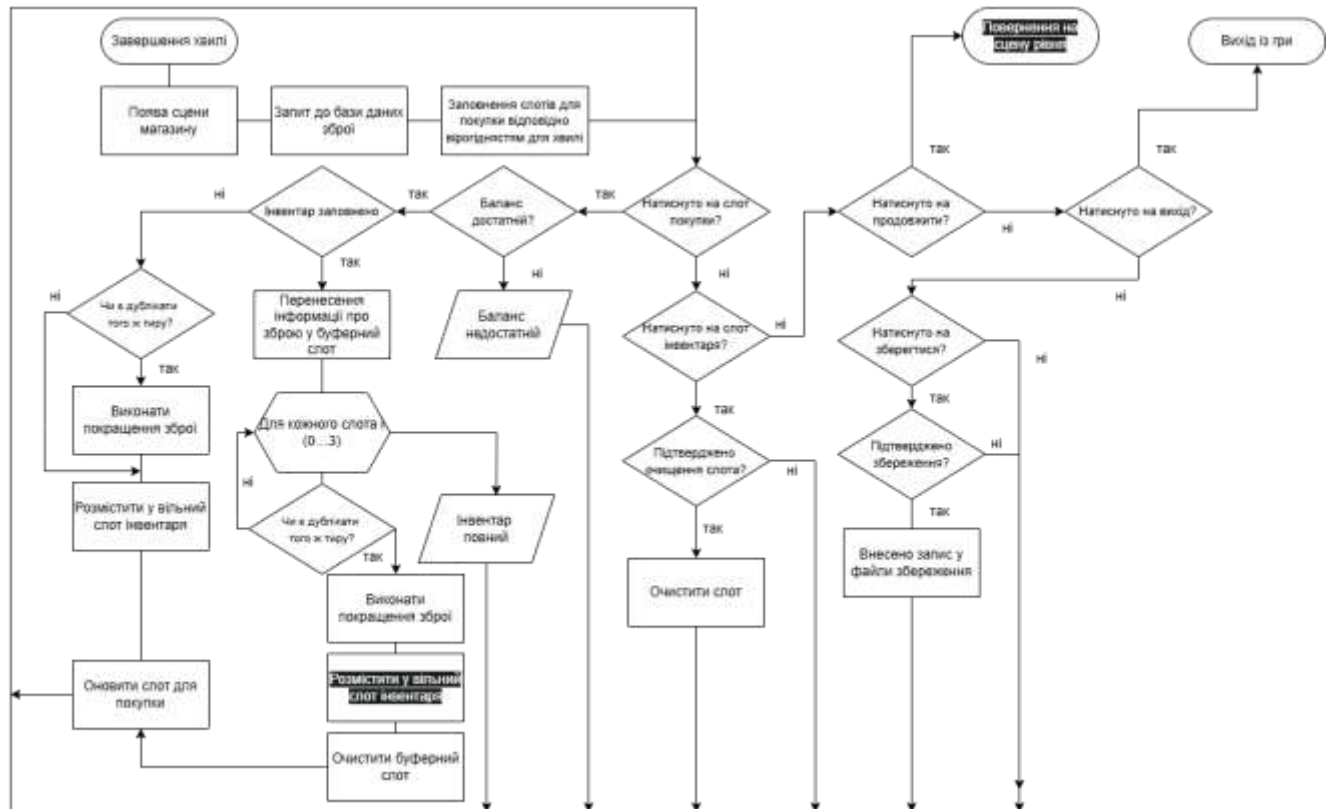 Завершення хвилі
Повернення на
сцену рівня
Вихід із гри
Поява сцени
магазину
Запит до бази даних
зброї
Заповнення слотів для
покупки відповідно
вірогідностям для хвилі
так
так
ні
Інвентар заповнено
так
Баланс
достатній?
так
Натиснуто на слот
покупки?
Натиснуто на
продовжити?
ні
Натиснуто на вихід?
так
ні
ні
ні
ні
Чи є дублікати
того ж тиру?
Перенесення
інформації про
зброю у буферний
слот
Баланс
недостатній
Натиснуто на слот
інвентаря?
ні
Натиснуто на
зберегтися?
ні
так
так
так
Виконати
покращення зброї
Для кожного слота i
(0...3)
Підтверджено
очищення слота?
ні
Підтверджено
збереження?
ні
ні
Розмістити у вільний
слот інвентаря
Чи є дублікати
того ж тиру?
так
Інвентар
повний
так
так
Виконати
покращення зброї
Очистити слот
Внесено запис у
файли збереження
Оновити слот для
покупки
Розмістити у вільний
слот інвентаря
Очистити буферний
слот